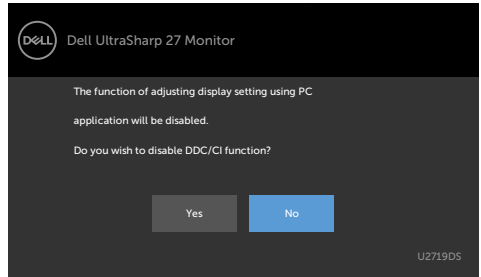 DELL
Dell UltraSharp 27 Monitor
The function of adjusting display setting using PC
application will be disabled.
Do you wish to disable DDC/CI function?
Yes No
U2719DS